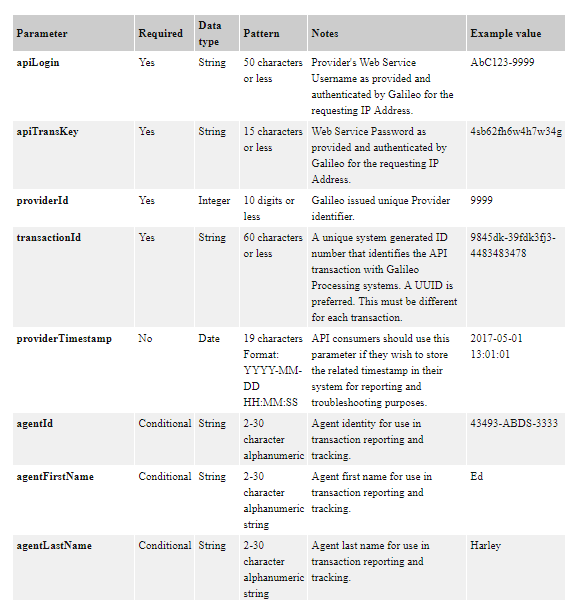 Parameter Required Data type Pattern Notes Example value
apiLogin Yes String 50 characters or less Provider's Web Service Username as provided and authenticated by Galileo for the requesting IP Address. AbC123-9999
apiTransKey Yes String 15 characters or less Web Service Password as provided and authenticated by Galileo for the requesting IP Address. 4sb62fh6w4h7w34g
providerId Yes Integer 10 digits or less Galileo issued unique Provider identifier. 9999
transactionId Yes String 60 characters or less A unique system generated ID number that identifies the API transaction with Galileo Processing systems. A UUID is preferred. This must be different for each transaction. 9845dk-39fdk3fj3-4483483478
providerTimestamp No Date 19 characters Format: YYYY-MM-DD HH:MM:SS API consumers should use this parameter if they wish to store the related timestamp in their system for reporting and troubleshooting purposes. 2017-05-01 13:01:01
agentId Conditional String 2-30 character alphanumeric Agent identity for use in transaction reporting and tracking. 43493-ABDS-3333
agentFirstName Conditional String 2-30 character alphanumeric string Agent first name for use in transaction reporting and tracking. Ed
agentLastName Conditional String 2-30 character alphanumeric string Agent last name for use in transaction reporting and tracking. Harley